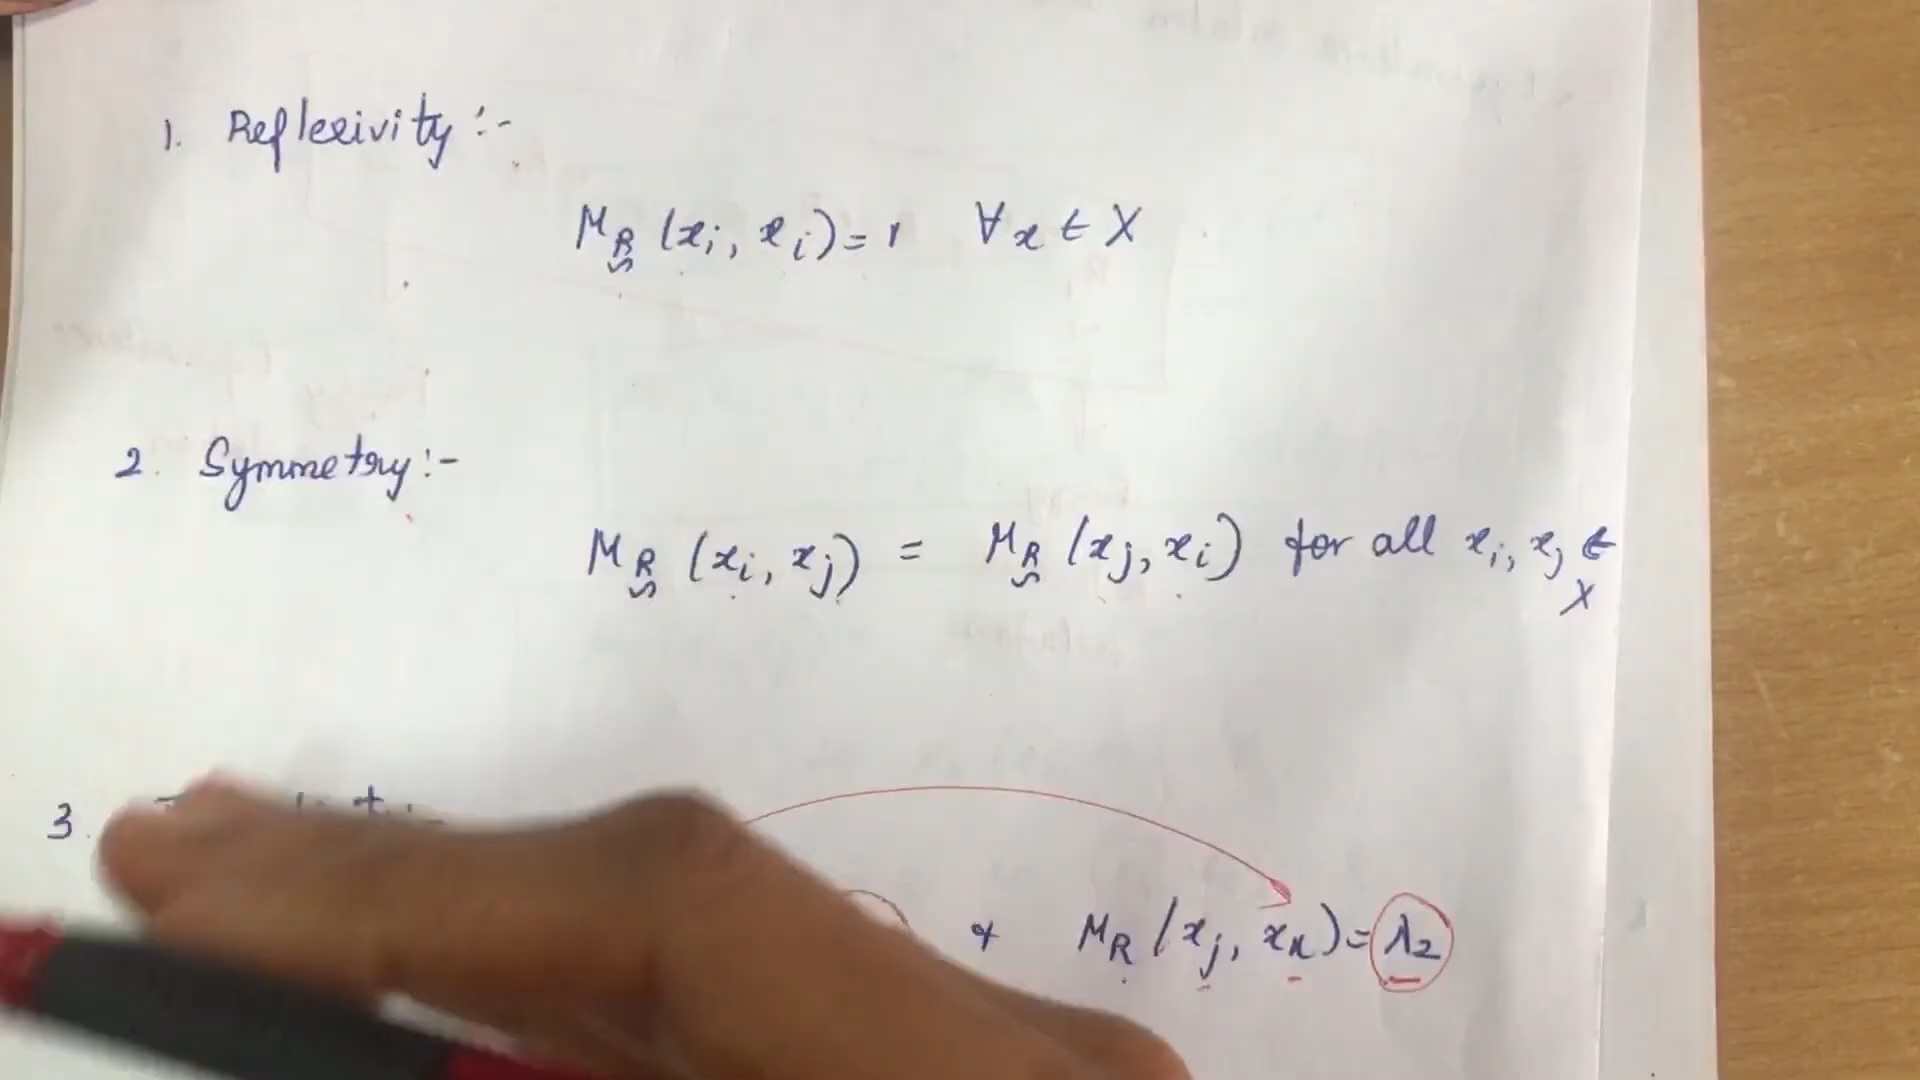 1. Reflexivity :-
μR̰ (xi, xi) = 1 ∀ x ∈ X
2. Symmetry :-
μR̰ (xi, xj) = μR̰ (xj, xi) for all xi, xj ∈
X
3.
& μR (xj, xk) = λ2